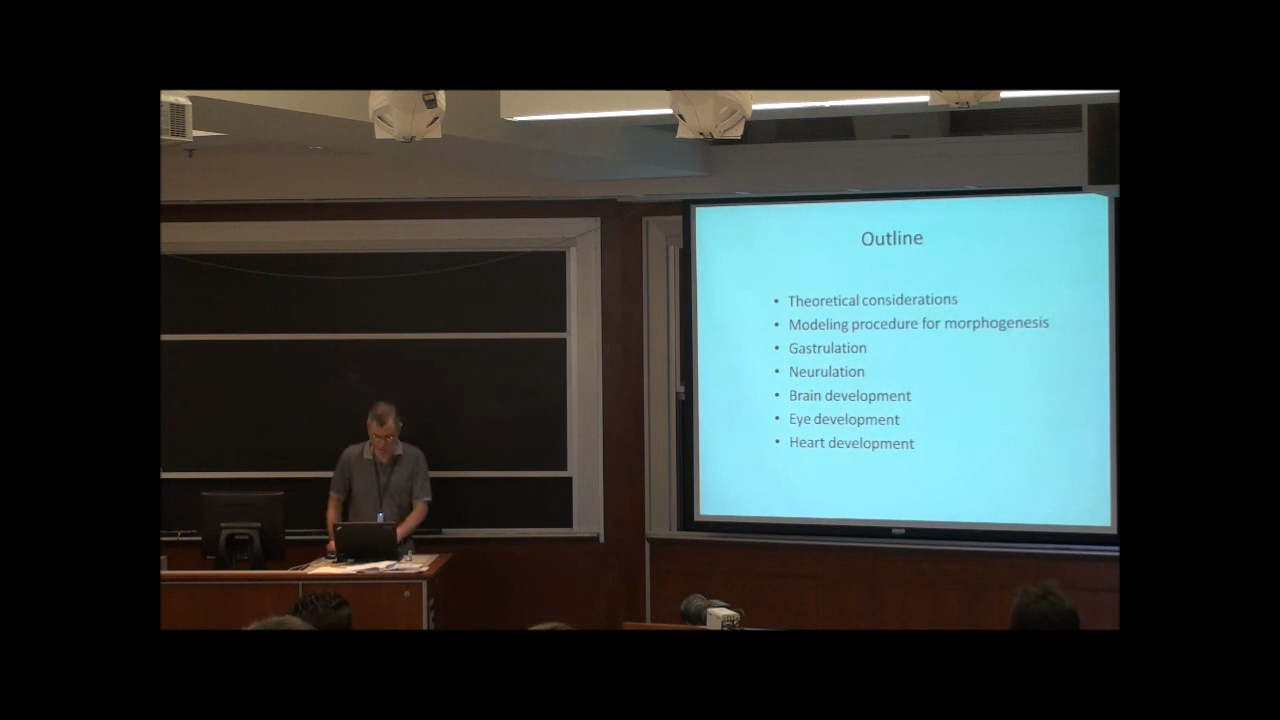 Outline
• Theoretical considerations
• Modeling procedure for morphogenesis
• Gastrulation
• Neurulation
• Brain development
• Eye development
• Heart development